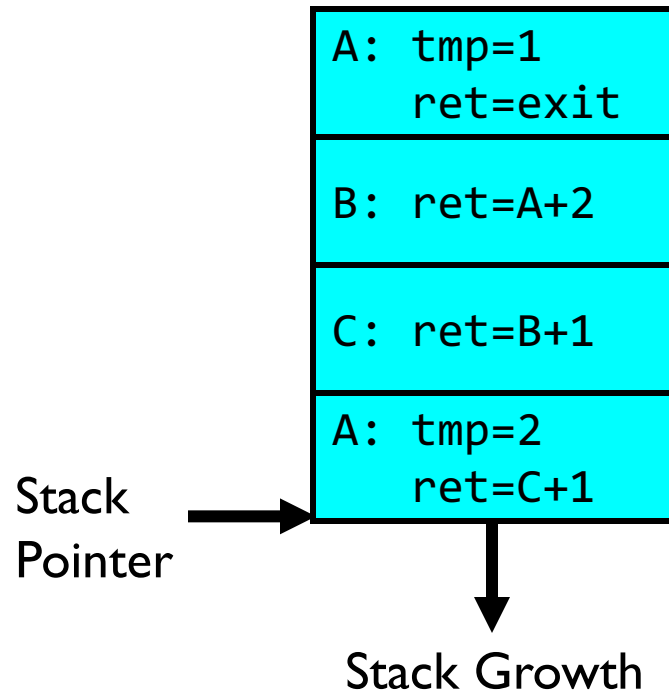 A: tmp=1
ret=exit
B: ret=A+2
C: ret=B+1
A: tmp=2
ret=C+1
Stack
Pointer
Stack Growth